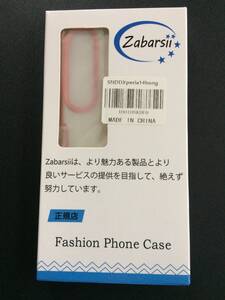 Zabarsii
MADE IN CHINA
Zabarsiiは、より魅力ある製品とより
良いサービスの提供を目指して、絶えず
努力しています。
正規店
Fashion Phone Case